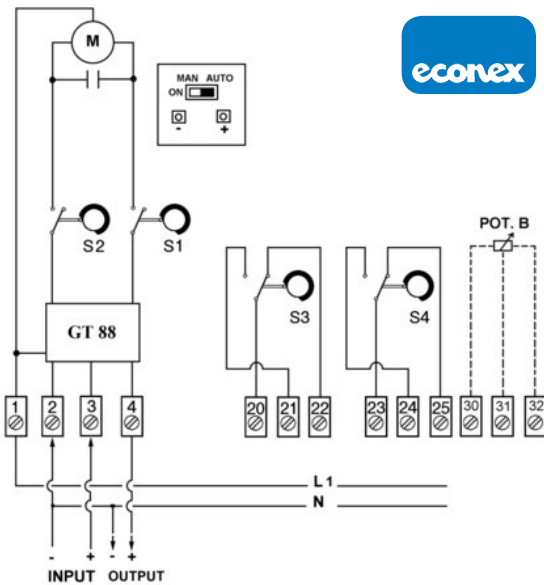 econex
M
MAN AUTO
ON
- +
S2 S1
POT. B
S3 S4
GT 88
1 2 3 4 20 21 22 23 24 25 30 31 32
L1
N
- + - +
INPUT OUTPUT